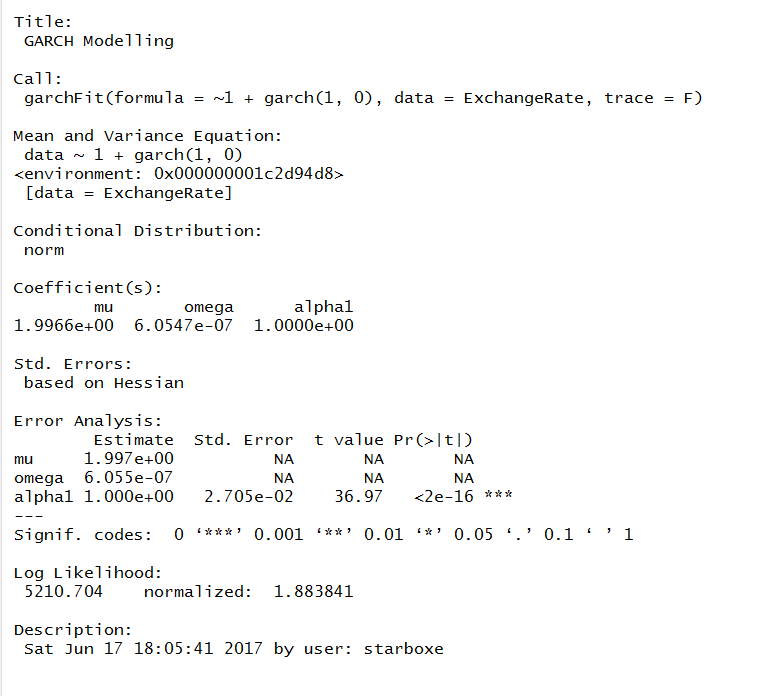 Title:
 GARCH Modelling
Call:
 garchFit(formula = ~1 + garch(1, 0), data = ExchangeRate, trace = F)
Mean and Variance Equation:
 data ~ 1 + garch(1, 0)
<environment: 0x000000001c2d94d8>
 [data = ExchangeRate]
Conditional Distribution:
 norm
Coefficient(s):
        mu       omega      alpha1
1.9966e+00  6.0547e-07  1.0000e+00
Std. Errors:
 based on Hessian
Error Analysis:
        Estimate  Std. Error  t value Pr(>|t|)
mu     1.997e+00          NA       NA       NA
omega  6.055e-07          NA       NA       NA
alpha1 1.000e+00   2.705e-02    36.97   <2e-16 ***
---
Signif. codes:  0 ‘***’ 0.001 ‘**’ 0.01 ‘*’ 0.05 ‘.’ 0.1 ‘ ’ 1
Log Likelihood:
 5210.704    normalized:  1.883841
Description:
 Sat Jun 17 18:05:41 2017 by user: starboxe